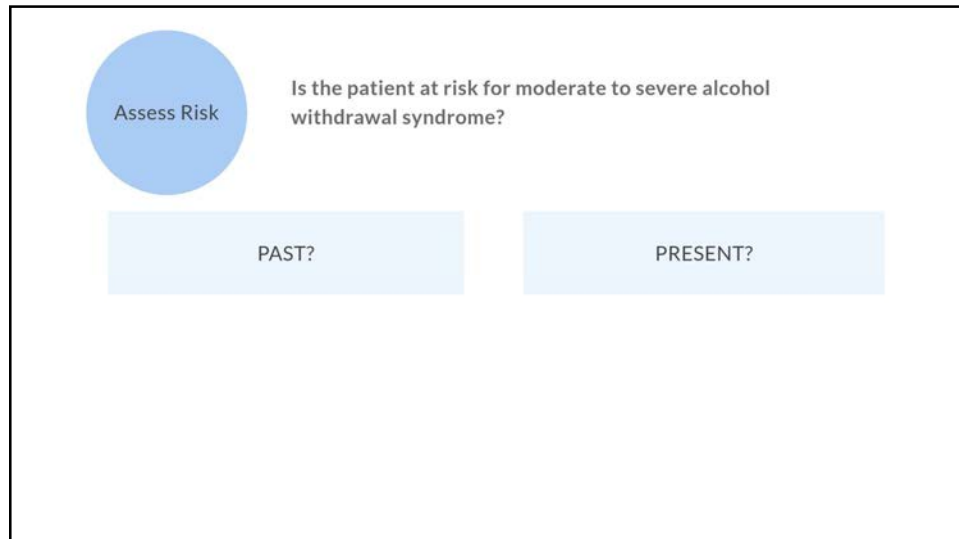 Assess Risk
Is the patient at risk for moderate to severe alcohol
withdrawal syndrome?
PAST?
PRESENT?